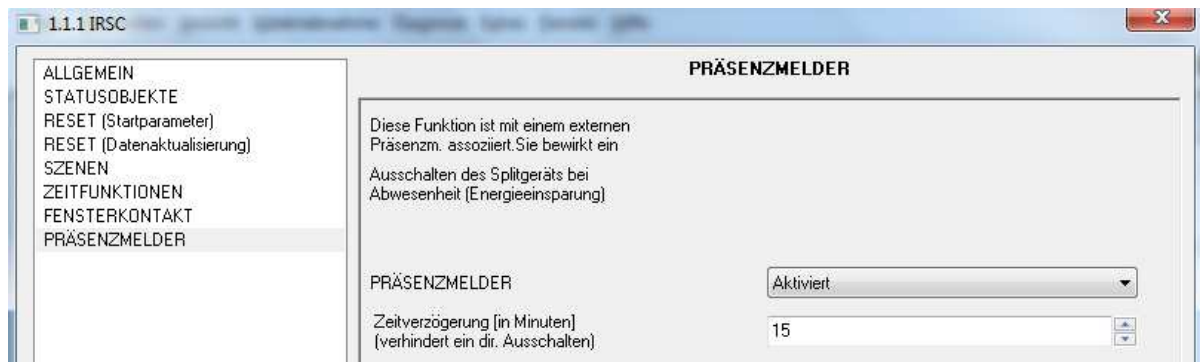 1.1.1 IRSC
ALLGEMEIN
STATUSOBJEKTE
RESET (Startparameter)
RESET (Datenaktualisierung)
SZENEN
ZEITFUNKTIONEN
FENSTERKONTAKT
PRÄSENZMELDER
PRÄSENZMELDER
Diese Funktion ist mit einem externen
Präsenzm. assoziiert.Sie bewirkt ein
Ausschalten des Splitgeräts bei
Abwesenheit (Energieeinsparung)
PRÄSENZMELDER
Aktiviert
Zeitverzögerung [in Minuten]
(verhindert ein dir. Ausschalten)
15